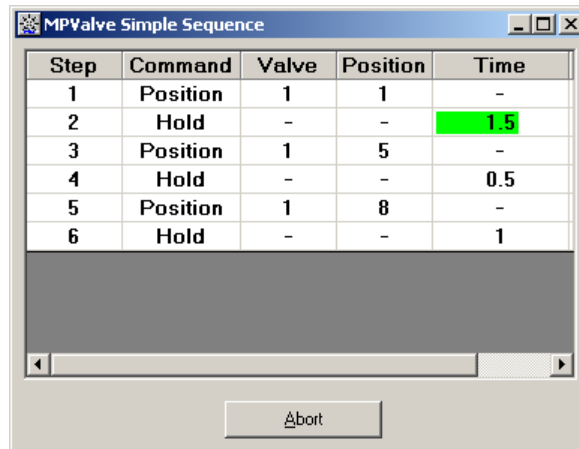 MPValve Simple Sequence
Step Command Valve Position Time
1 Position 1 1 -
2 Hold - - 1.5
3 Position 1 5 -
4 Hold - - 0.5
5 Position 1 8 -
6 Hold - - 1
Abort